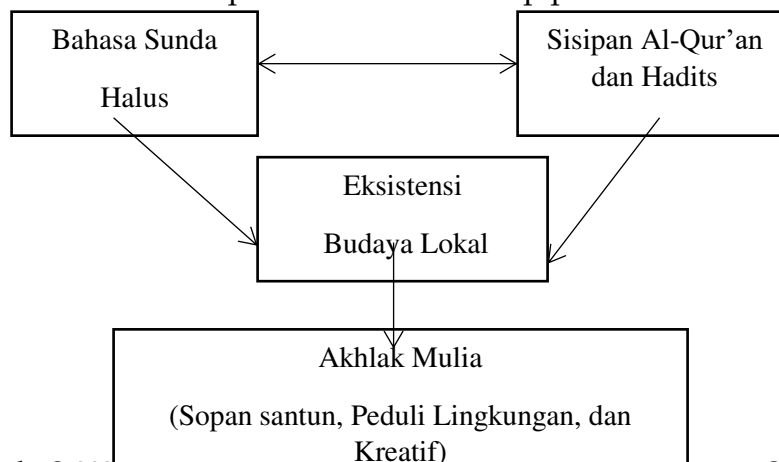 Bahasa Sunda
Halus
Sisipan Al-Qur’an
dan Hadits
Eksistensi
Budaya Lokal
Akhlak Mulia
(Sopan santun, Peduli Lingkungan, dan
Kreatif)